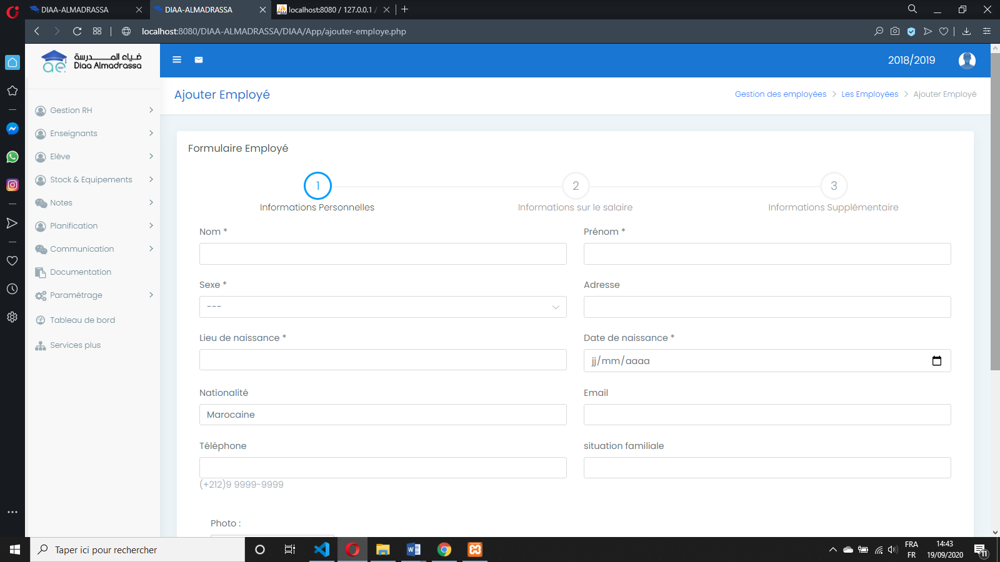 DIAA-ALMADRASSA
DIAA-ALMADRASSA
localhost:8080 / 127.0.0.1 /
localhost:8080/DIAA-ALMADRASSA/DIAA/App/ajouter-employe.php
ضياء المدرسة
Diaa Almadrassa
2018/2019
Ajouter Employé
Gestion des employées > Les Employées > Ajouter Employé
Gestion RH
Enseignants
Elève
Stock & Equipements
Notes
Planification
Communication
Documentation
Paramétrage
Tableau de bord
Services plus
Formulaire Employé
1 2 3
Informations Personnelles Informations sur le salaire Informations Supplémentaire
Nom * Prénom *
Sexe * Adresse
---
Lieu de naissance * Date de naissance *
jj/mm/aaaa
Nationalité Email
Marocaine
Téléphone situation familiale
(+212)9 9999-9999
Photo :
Taper ici pour rechercher
FRA
FR
14:43
19/09/2020
11